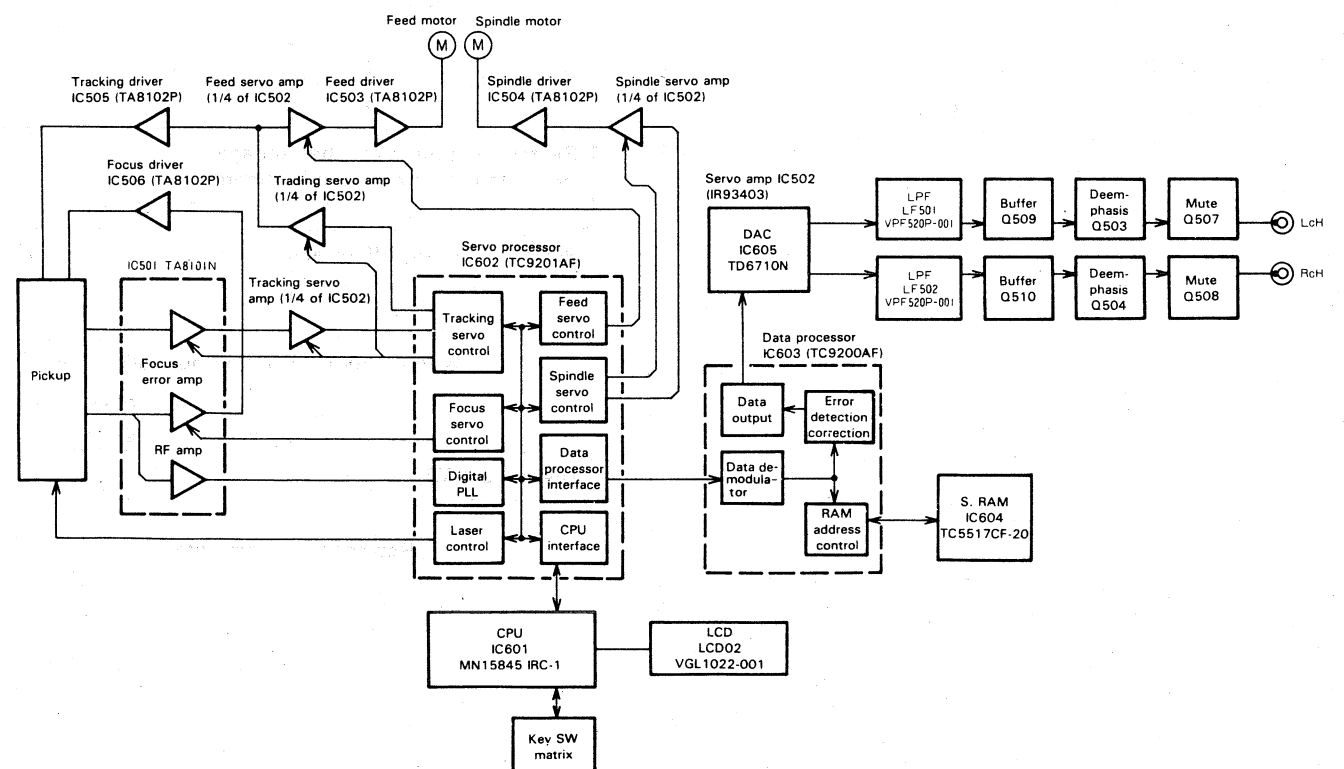 Feed motor
Spindle motor
M
M
Tracking driver
IC505 (TA8102P)
Feed servo amp
(1/4 of IC502
Feed driver
IC503 (TA8102P)
Spindle driver
IC504 (TA8102P)
Spindle servo amp
(1/4 of IC502)
Focus driver
IC506 (TA8102P)
Trading servo amp
(1/4 of IC502)
Servo amp IC502
(IR93403)
DAC
IC605
TD6710N
LPF
LF501
VPF520P-001
Buffer
Q509
Deem-
phasis
Q503
Mute
Q507
LcH
LPF
LF502
VPF520P-001
Buffer
Q510
Deem-
phasis
Q504
Mute
Q508
RcH
IC501 TA8101N
Tracking servo
amp (1/4 of IC502)
Servo processor
IC602 (TC9201AF)
Pickup
Focus
error amp
RF amp
Tracking
servo
control
Feed
servo
control
Spindle
servo
control
Focus
servo
control
Data
processor
interface
Digital
PLL
Laser
control
CPU
interface
Data processor
IC603 (TC9200AF)
Data
output
Error
detection
correction
Data de-
modula-
tor
RAM
address
control
S. RAM
IC604
TC5517CF-20
CPU
IC601
MN15845 IRC-1
LCD
LCD02
VGL1022-001
Key SW
matrix